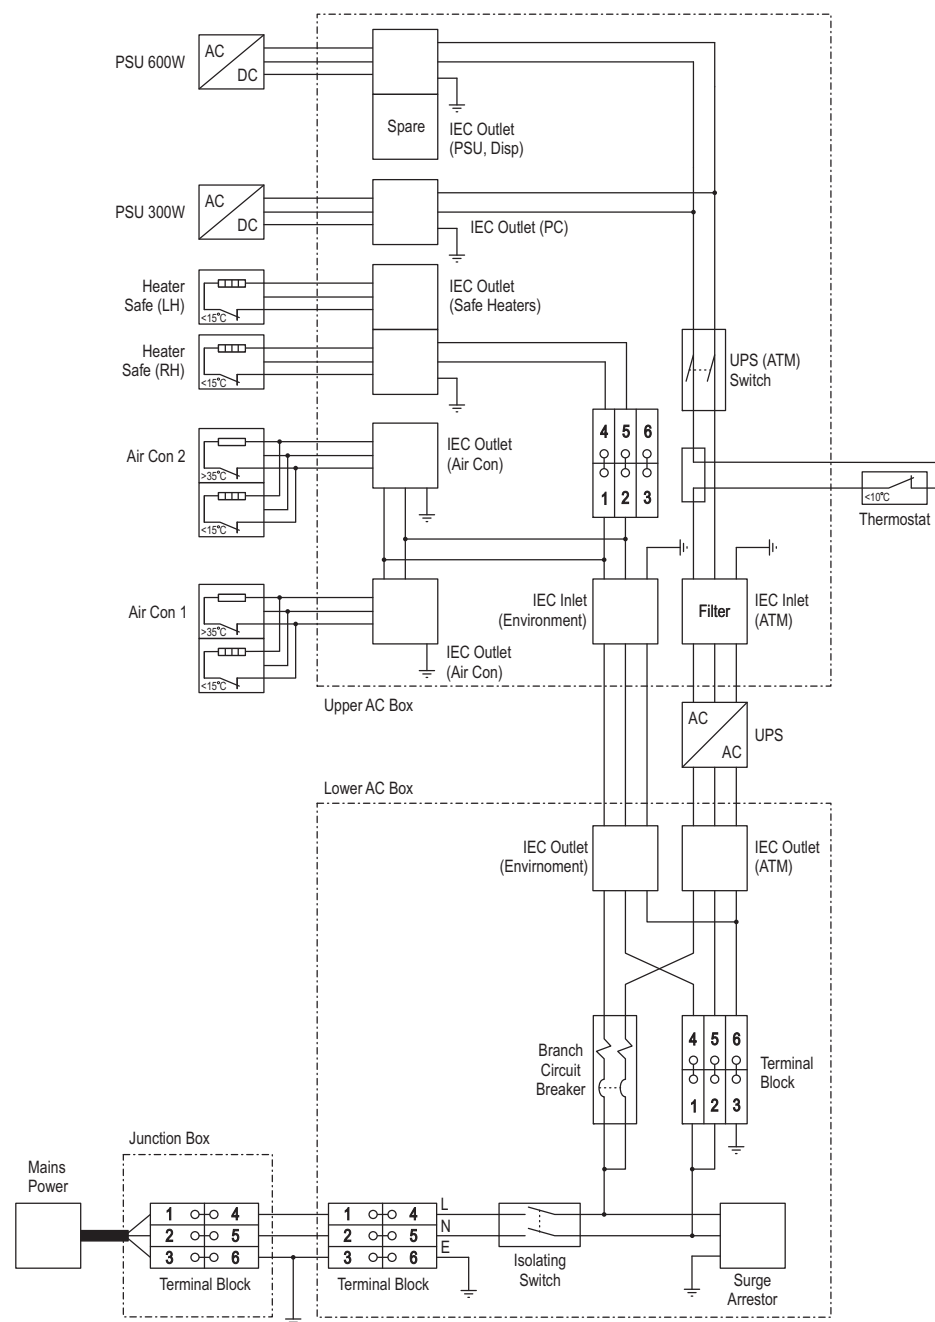 PSU 600W
AC
DC
Spare
IEC Outlet
(PSU, Disp)
PSU 300W
AC
DC
IEC Outlet (PC)
Heater
Safe (LH)
<15°C
IEC Outlet
(Safe Heaters)
Heater
Safe (RH)
<15°C
UPS (ATM)
Switch
4 5 6
1 2 3
Air Con 2
>35°C
<15°C
IEC Outlet
(Air Con)
<10°C
Thermostat
Air Con 1
>35°C
<15°C
IEC Outlet
(Air Con)
IEC Inlet
(Environment)
Filter
IEC Inlet
(ATM)
Upper AC Box
AC
AC
UPS
Lower AC Box
IEC Outlet
(Envirnoment)
IEC Outlet
(ATM)
Branch
Circuit
Breaker
4 5 6
1 2 3
Terminal
Block
Junction Box
Mains
Power
1 4
2 5
3 6
Terminal Block
1 4
2 5
3 6
Terminal Block
L
N
E
Isolating
Switch
Surge
Arrestor